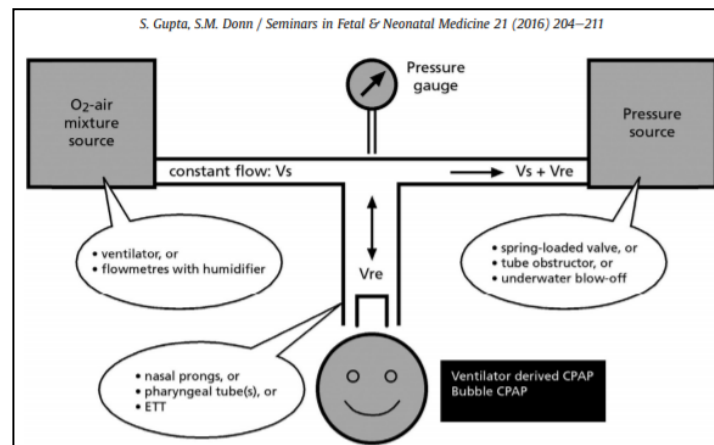 S. Gupta, S.M. Donn / Seminars in Fetal & Neonatal Medicine 21 (2016) 204–211
O2-air
mixture
source
Pressure
gauge
Pressure
source
constant flow: Vs
Vs + Vre
• ventilator, or
• flowmetres with humidifier
Vre
• spring-loaded valve, or
• tube obstructor, or
• underwater blow-off
• nasal prongs, or
• pharyngeal tube(s), or
• ETT
Ventilator derived CPAP
Bubble CPAP